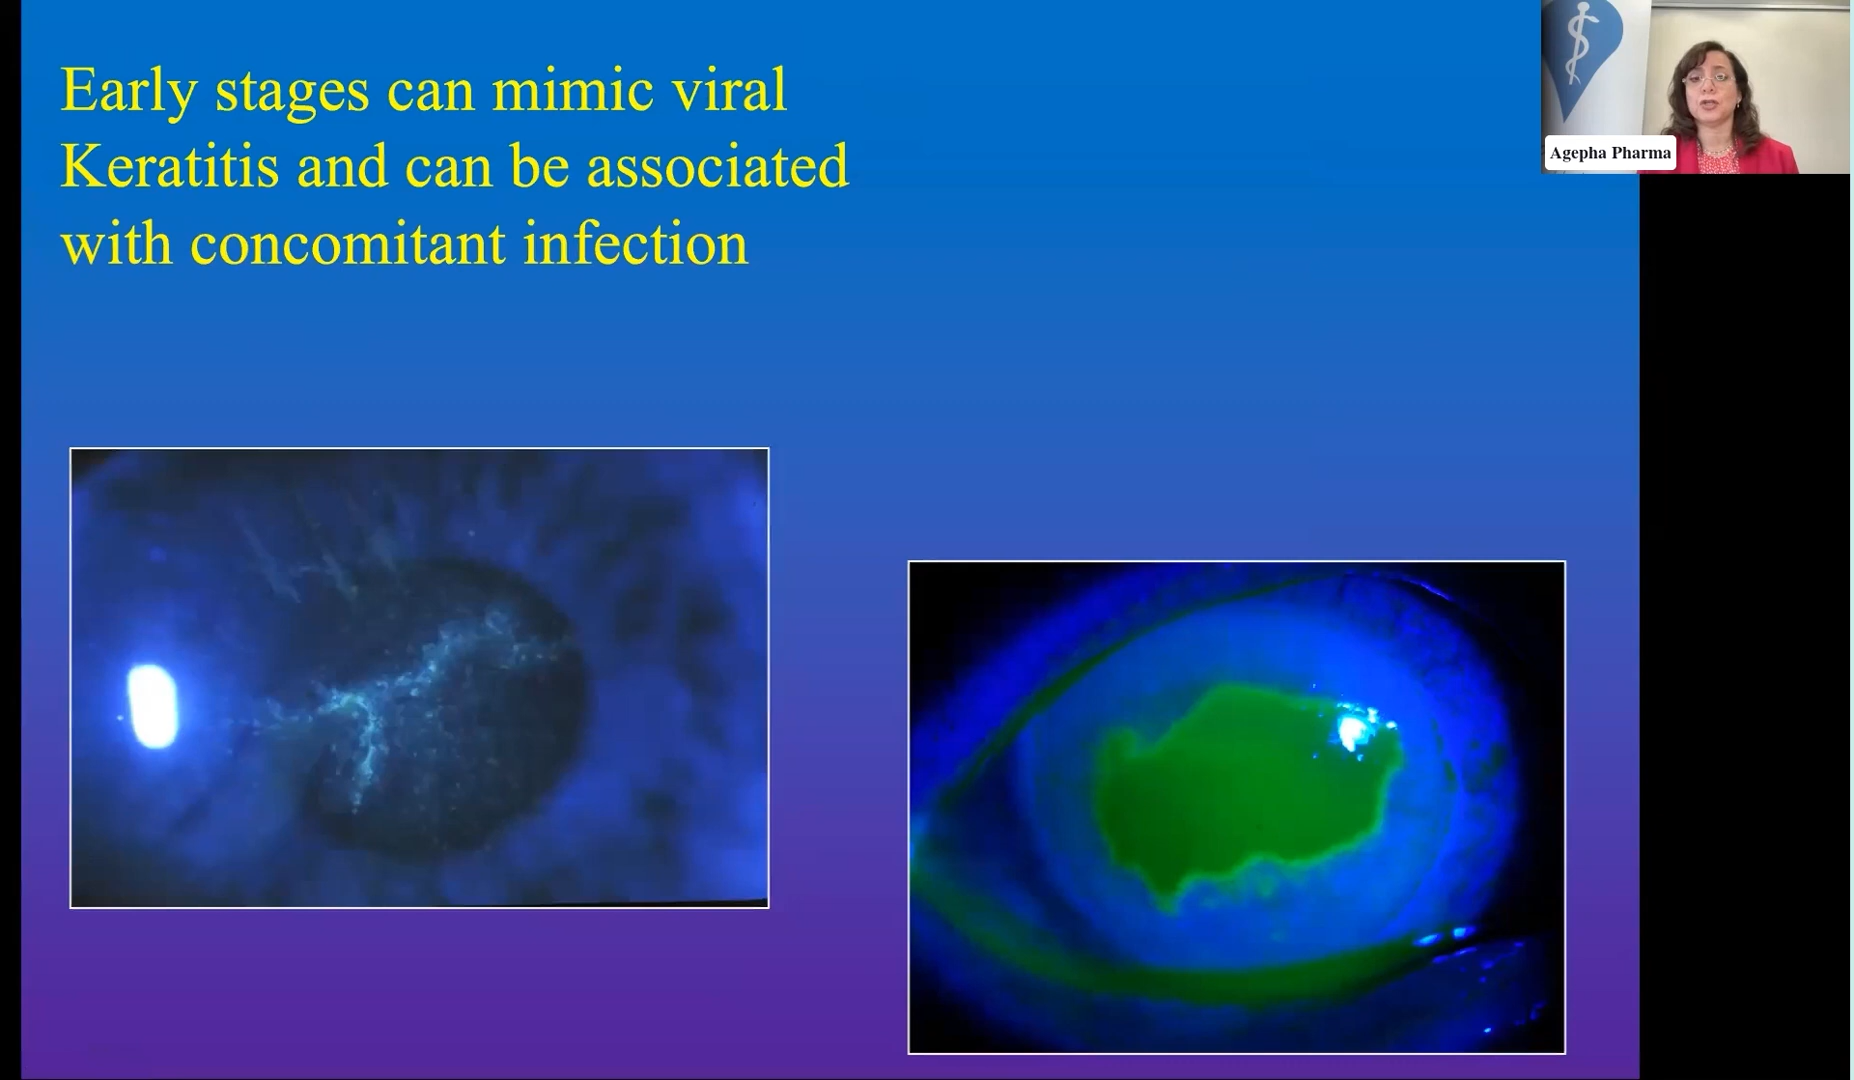 Early stages can mimic viral
Keratitis and can be associated
with concomitant infection
Agepha Pharma